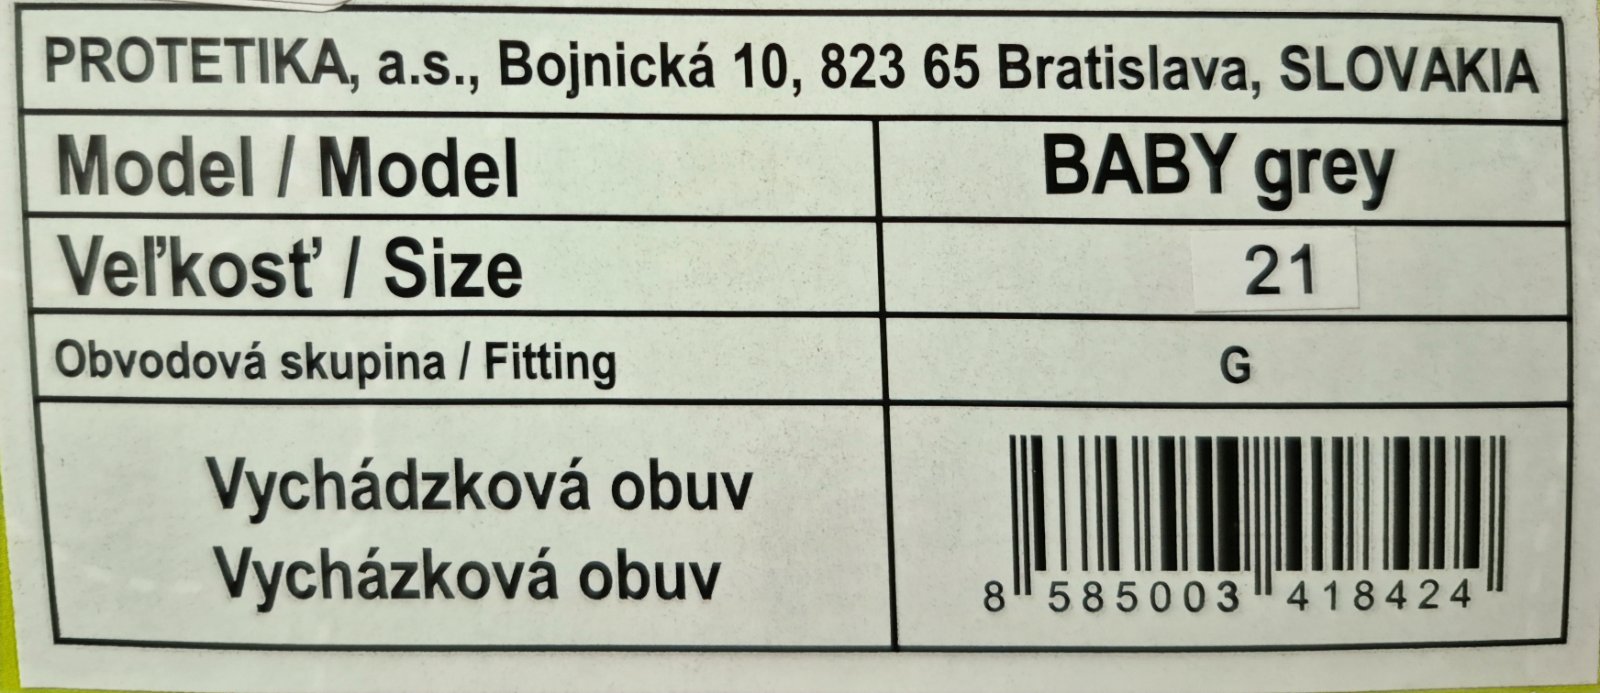 PROTETIKA, a.s., Bojnická 10, 823 65 Bratislava, SLOVAKIA
Model / Model BABY grey
Veľkosť / Size 21
Obvodová skupina / Fitting G
Vychádzková obuv
Vycházková obuv
8 585003 418424